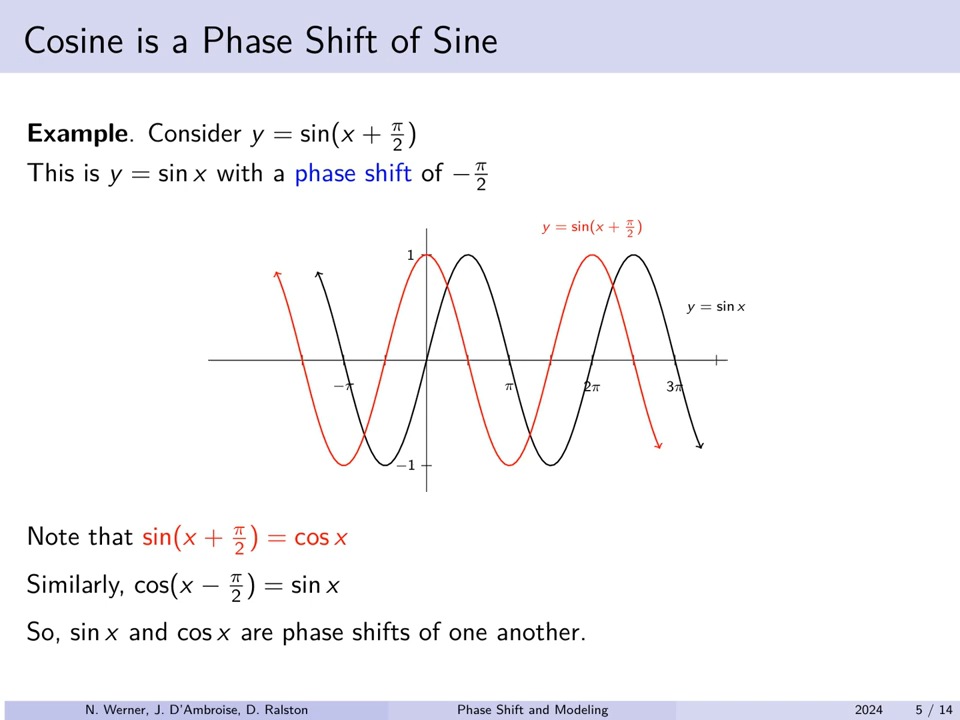 Cosine is a Phase Shift of Sine
Example. Consider y = sin(x + π/2)
This is y = sin x with a phase shift of −π/2
y = sin(x + π/2)
1
y = sin x
−π
π
2π
3π
−1
Note that sin(x + π/2) = cos x
Similarly, cos(x − π/2) = sin x
So, sin x and cos x are phase shifts of one another.
N. Werner, J. D'Ambroise, D. Ralston
Phase Shift and Modeling
2024
5 / 14